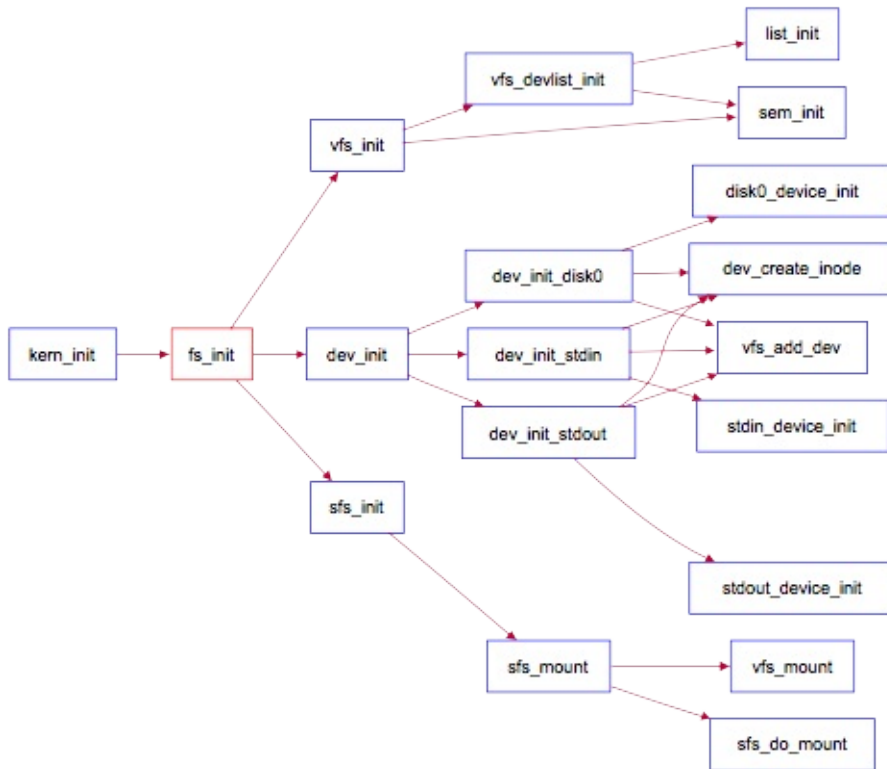 list_init
vfs_devlist_init
sem_init
vfs_init
disk0_device_init
dev_init_disk0
dev_create_inode
kern_init
fs_init
dev_init
dev_init_stdin
vfs_add_dev
dev_init_stdout
stdin_device_init
sfs_init
stdout_device_init
sfs_mount
vfs_mount
sfs_do_mount